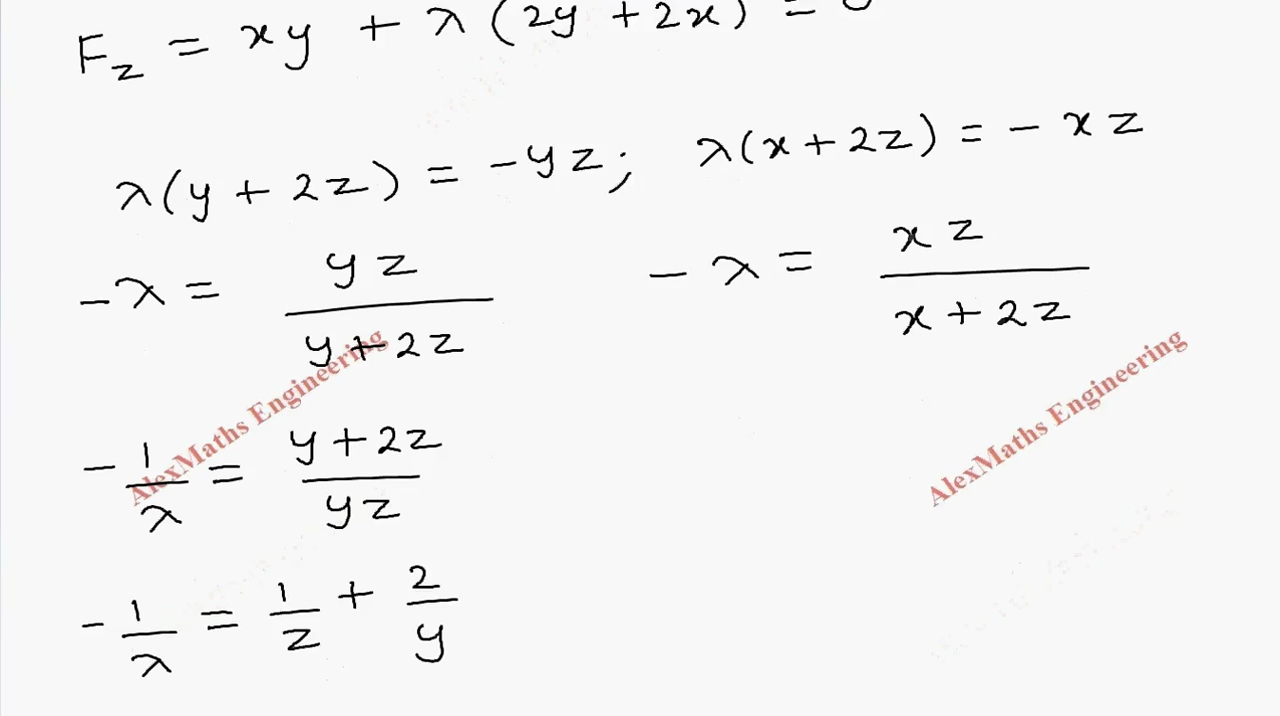 F_z = xy + λ(2y + 2x) = 0
λ(y + 2z) = -yz; λ(x + 2z) = -xz
-λ = yz / (y + 2z)   -λ = xz / (x + 2z)
-1/λ = (y + 2z) / yz
-1/λ = 1/z + 2/y
AlexMaths Engineering
AlexMaths Engineering